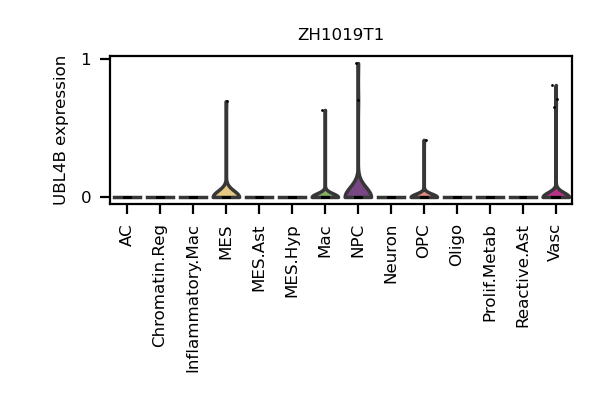 ZH1019T1
UBL4B expression
1
0
AC
Chromatin.Reg
Inflammatory.Mac
MES
MES.Ast
MES.Hyp
Mac
NPC
Neuron
OPC
Oligo
Prolif.Metab
Reactive.Ast
Vasc